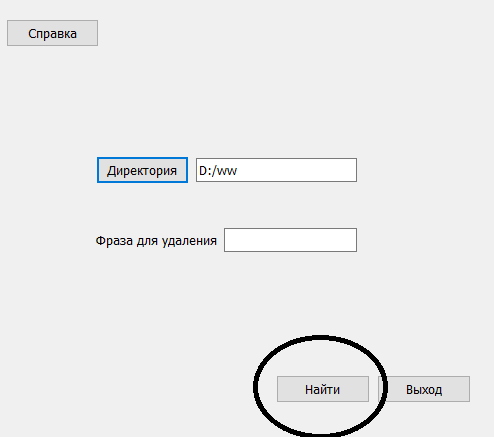 Справка
Директория D:/ww
Фраза для удаления
Найти Выход